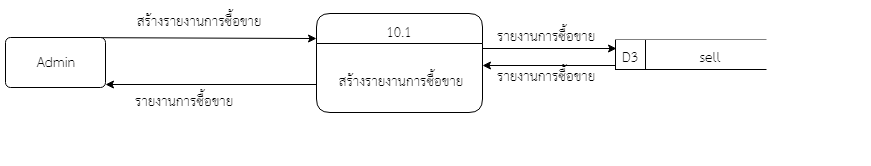 สร้างรายงานการซื้อขาย
10.1
รายงานการซื้อขาย
Admin
สร้างรายงานการซื้อขาย
D3
sell
รายงานการซื้อขาย
รายงานการซื้อขาย